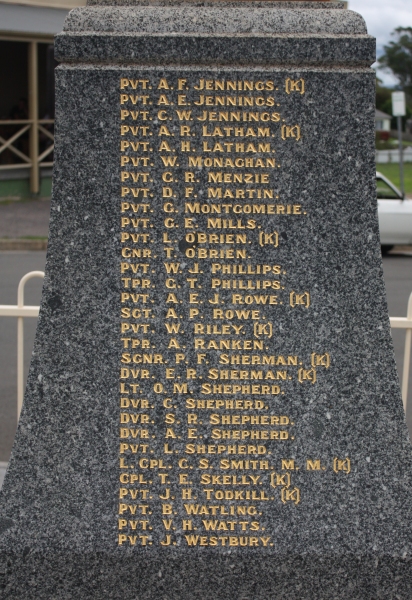 PVT. A. F. JENNINGS. (K)
PVT. A. E. JENNINGS.
PVT. C. W. JENNINGS.
PVT. A. R. LATHAM. (K)
PVT. A. H. LATHAM.
PVT. W. MONAGHAN.
PVT. G. R. MENZIE
PVT. D. F. MARTIN.
PVT. G. MONTGOMERIE.
PVT. G. E. MILLS.
PVT. L. O'BRIEN. (K)
GNR. T. O'BRIEN.
PVT. W. J. PHILLIPS.
TPR. G. T. PHILLIPS.
PVT. A. E. J. ROWE. (K)
SGT. A. P. ROWE.
PVT. W. RILEY. (K)
TPR. A. RANKEN.
SGNR. P. F. SHERMAN. (K)
DVR. E. R. SHERMAN. (K)
LT. O. M. SHEPHERD.
DVR. C. SHEPHERD.
DVR. S. R. SHEPHERD.
DVR. A. E. SHEPHERD.
PVT. L. SHEPHERD.
L. CPL. C. S. SMITH. M. M. (K)
CPL. T. E. SKELLY. (K)
PVT. J. H. TODKILL. (K)
PVT. B. WATLING.
PVT. V. H. WATTS.
PVT. J. WESTBURY.